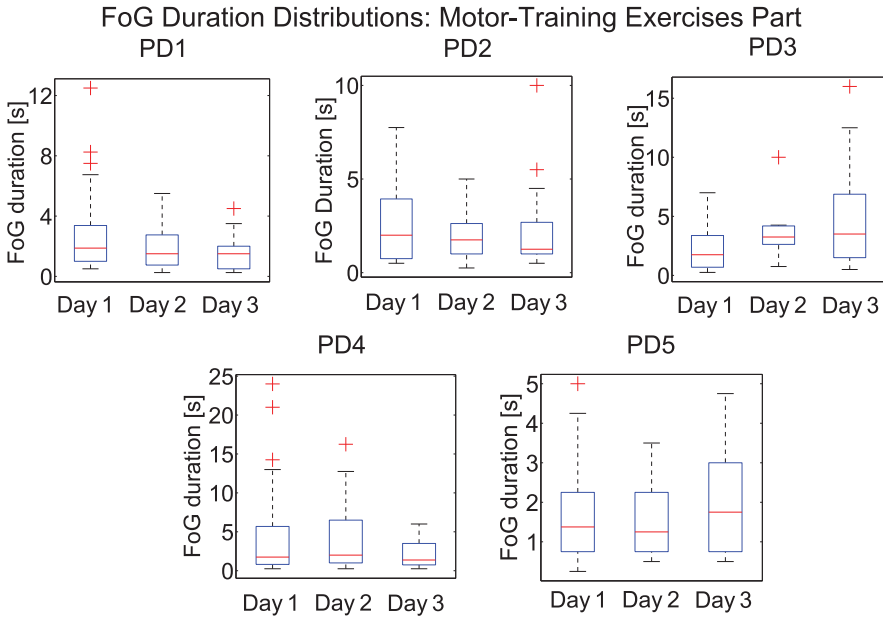 FoG Duration Distributions: Motor-Training Exercises Part
PD1
FoG duration [s]
12
8
4
0
Day 1 Day 2 Day 3
PD2
FoG Duration [s]
10
5
0
Day 1 Day 2 Day 3
PD3
FoG duration [s]
15
10
5
0
Day 1 Day 2 Day 3
PD4
FoG duration [s]
25
20
15
10
5
0
Day 1 Day 2 Day 3
PD5
FoG duration [s]
5
4
3
2
1
Day 1 Day 2 Day 3